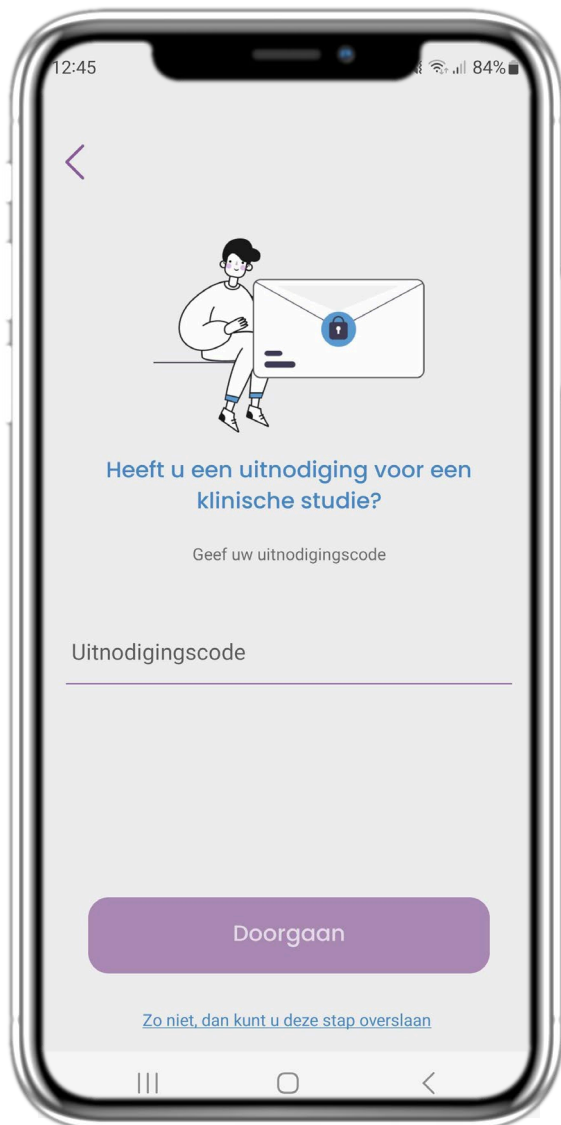 12:45
84%
Heeft u een uitnodiging voor een
klinische studie?
Geef uw uitnodigingscode
Uitnodigingscode
Doorgaan
Zo niet, dan kunt u deze stap overslaan